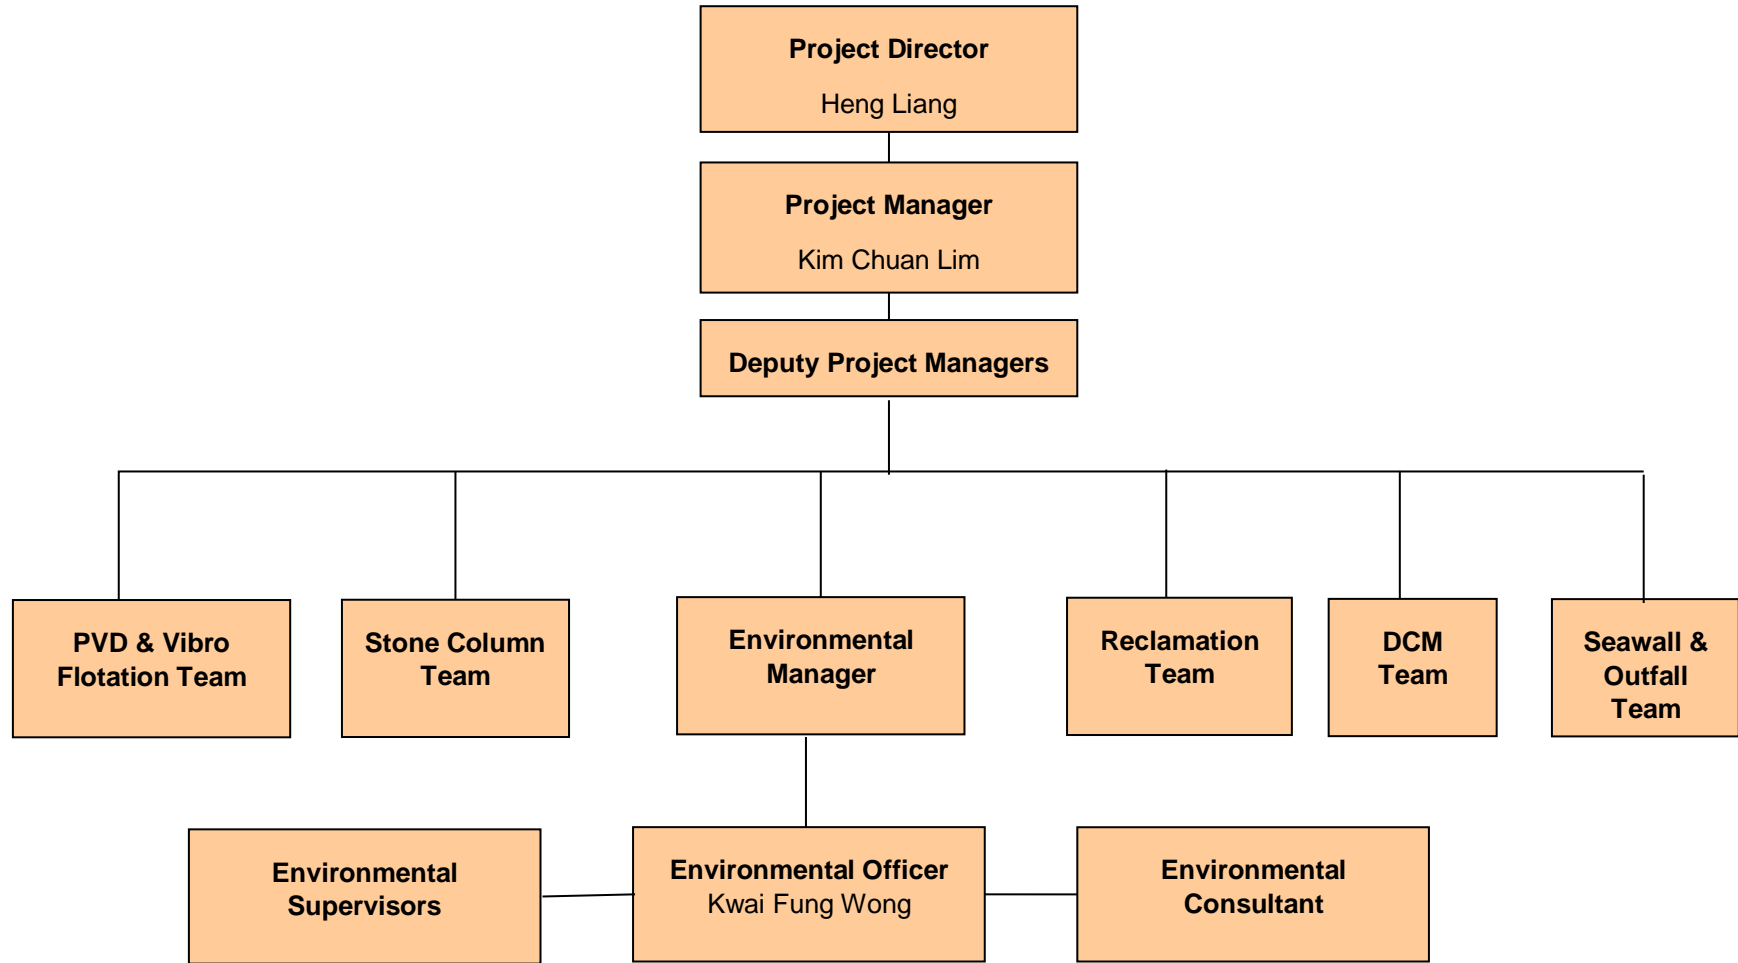 Project Director
Heng Liang
Project Manager
Kim Chuan Lim
Deputy Project Managers
PVD & Vibro
Flotation Team
Stone Column
Team
Environmental
Manager
Reclamation
Team
DCM
Team
Seawall &
Outfall
Team
Environmental
Supervisors
Environmental Officer
Kwai Fung Wong
Environmental
Consultant